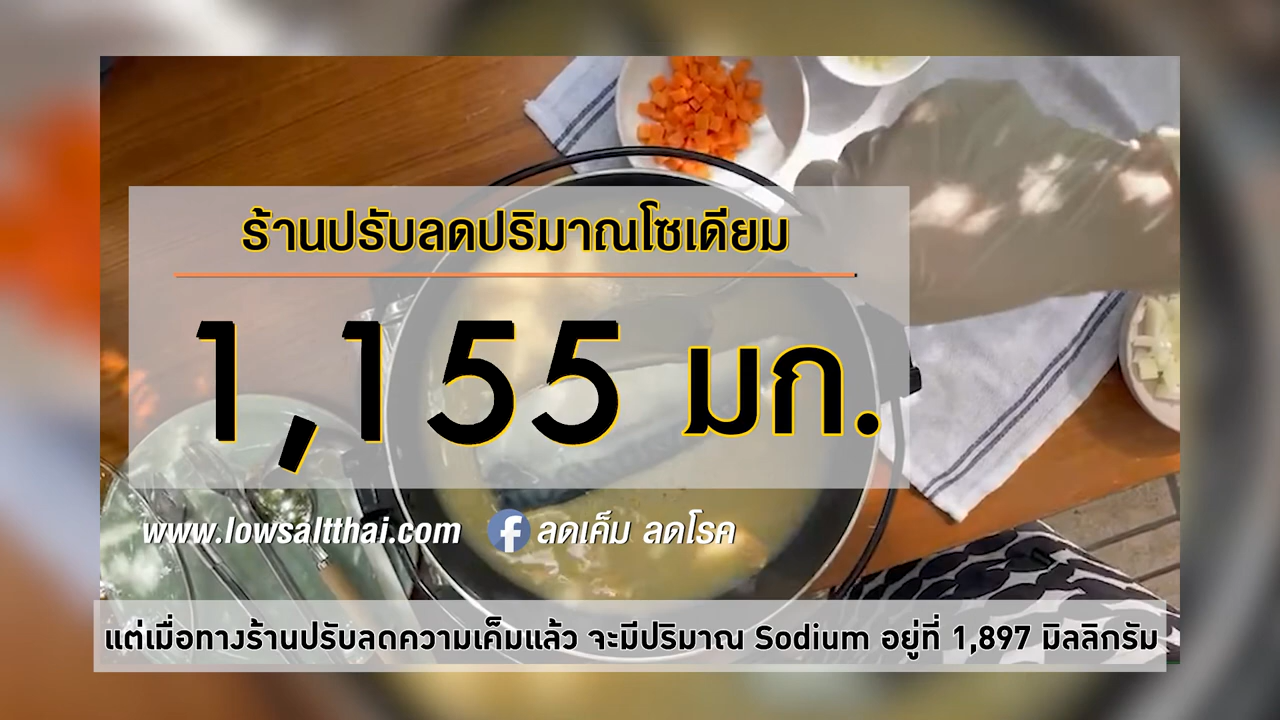 ร้านปรับลดปริมาณโซเดียม
1,155 มก.
www.lowsaltthai.com ลดเค็ม ลดโรค
แต่เมื่อทางร้านปรับลดความเค็มแล้ว จะมีปริมาณ Sodium อยู่ที่ 1,897 มิลลิกรัม